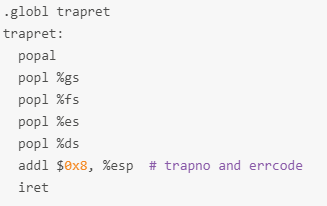 .globl trapret
trapret:
  popal
  popl %gs
  popl %fs
  popl %es
  popl %ds
  addl $0x8, %esp  # trapno and errcode
  iret